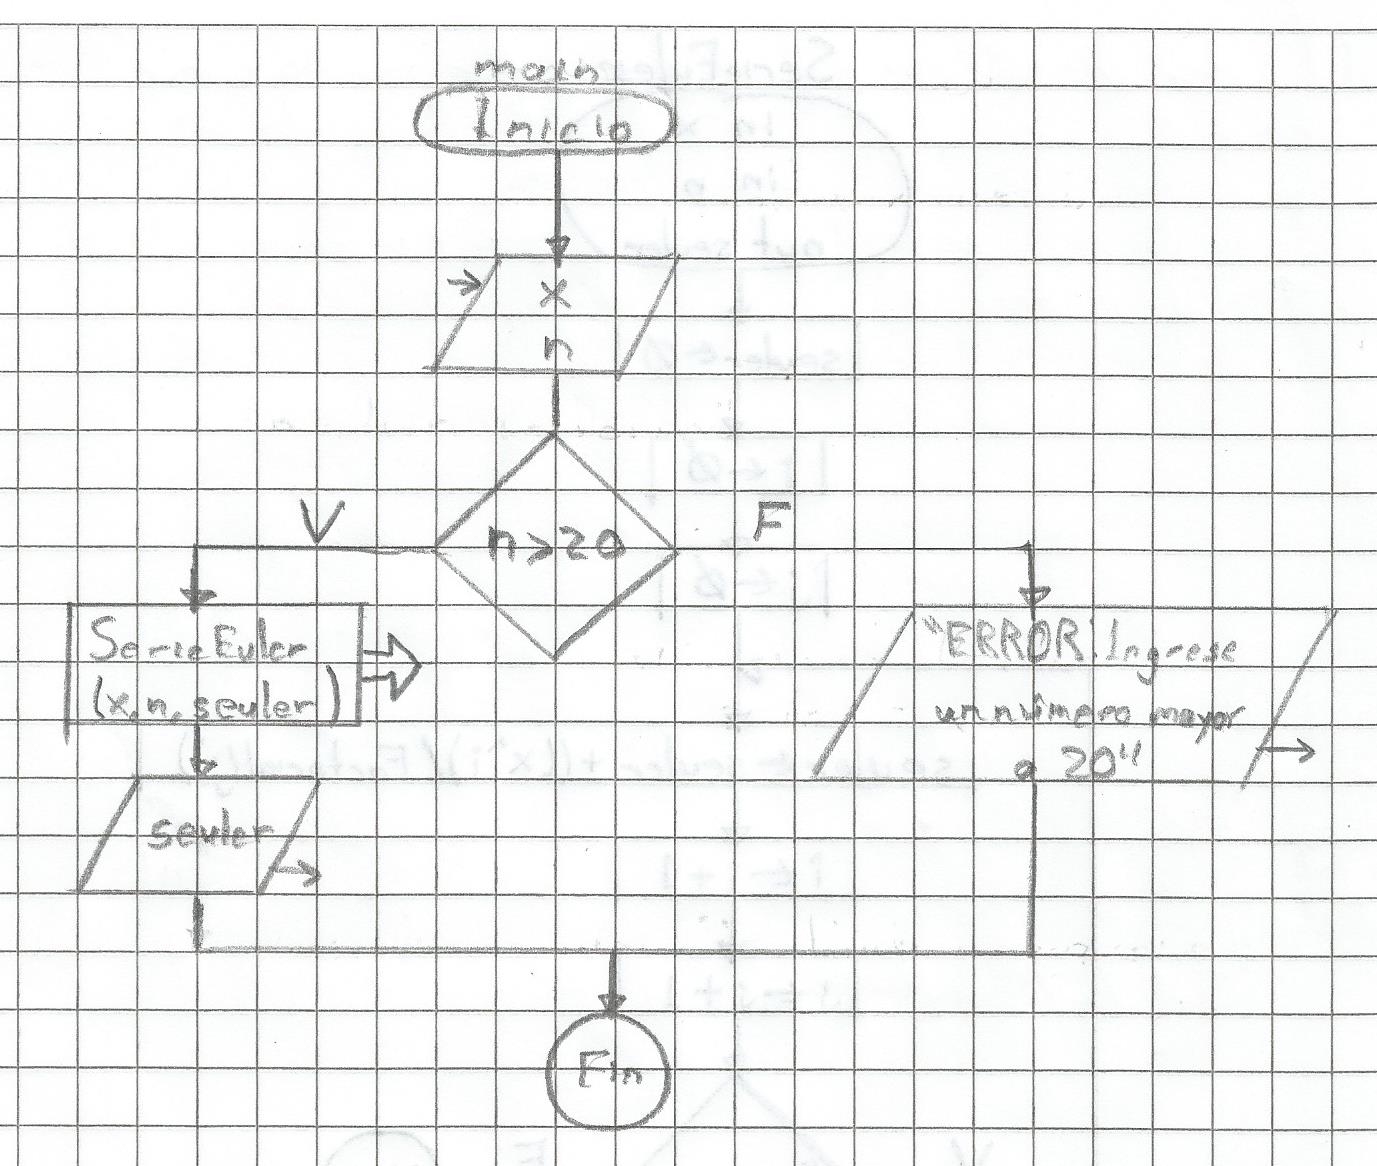 main
Inicio
x
n
n>20
V
F
SerieEuler
(x,n,seuler)
"ERROR. Ingrese
un número mayor
a 20"
seuler
Fin